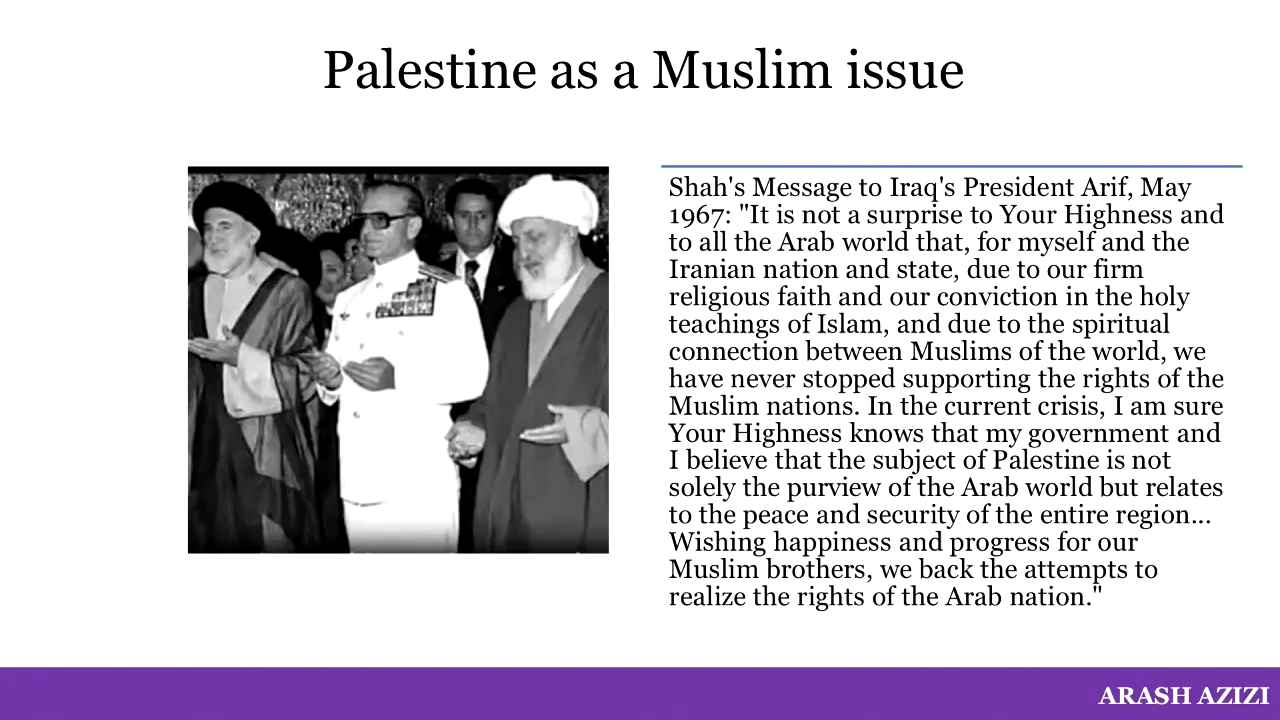 Palestine as a Muslim issue
Shah's Message to Iraq's President Arif, May
1967: "It is not a surprise to Your Highness and
to all the Arab world that, for myself and the
Iranian nation and state, due to our firm
religious faith and our conviction in the holy
teachings of Islam, and due to the spiritual
connection between Muslims of the world, we
have never stopped supporting the rights of the
Muslim nations. In the current crisis, I am sure
Your Highness knows that my government and
I believe that the subject of Palestine is not
solely the purview of the Arab world but relates
to the peace and security of the entire region...
Wishing happiness and progress for our
Muslim brothers, we back the attempts to
realize the rights of the Arab nation."
ARASH AZIZI